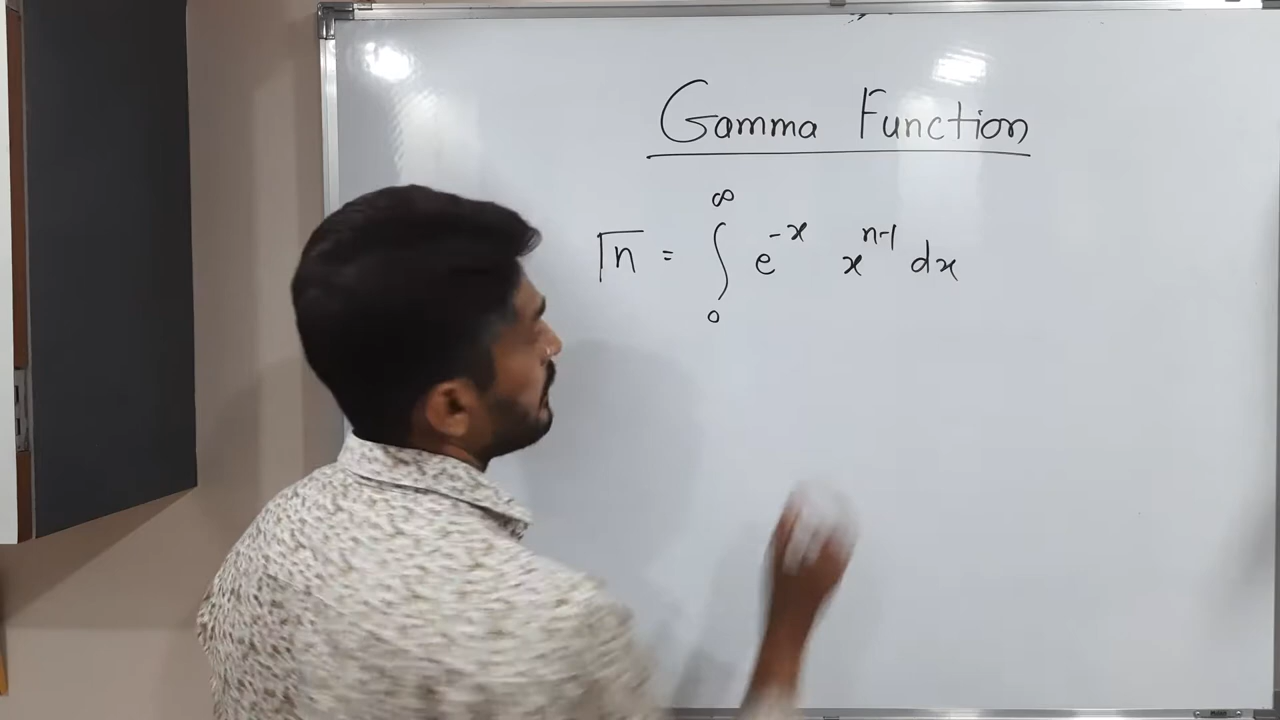 Gamma Function
Γn = ∫₀^∞ e^-x x^n-1 dx